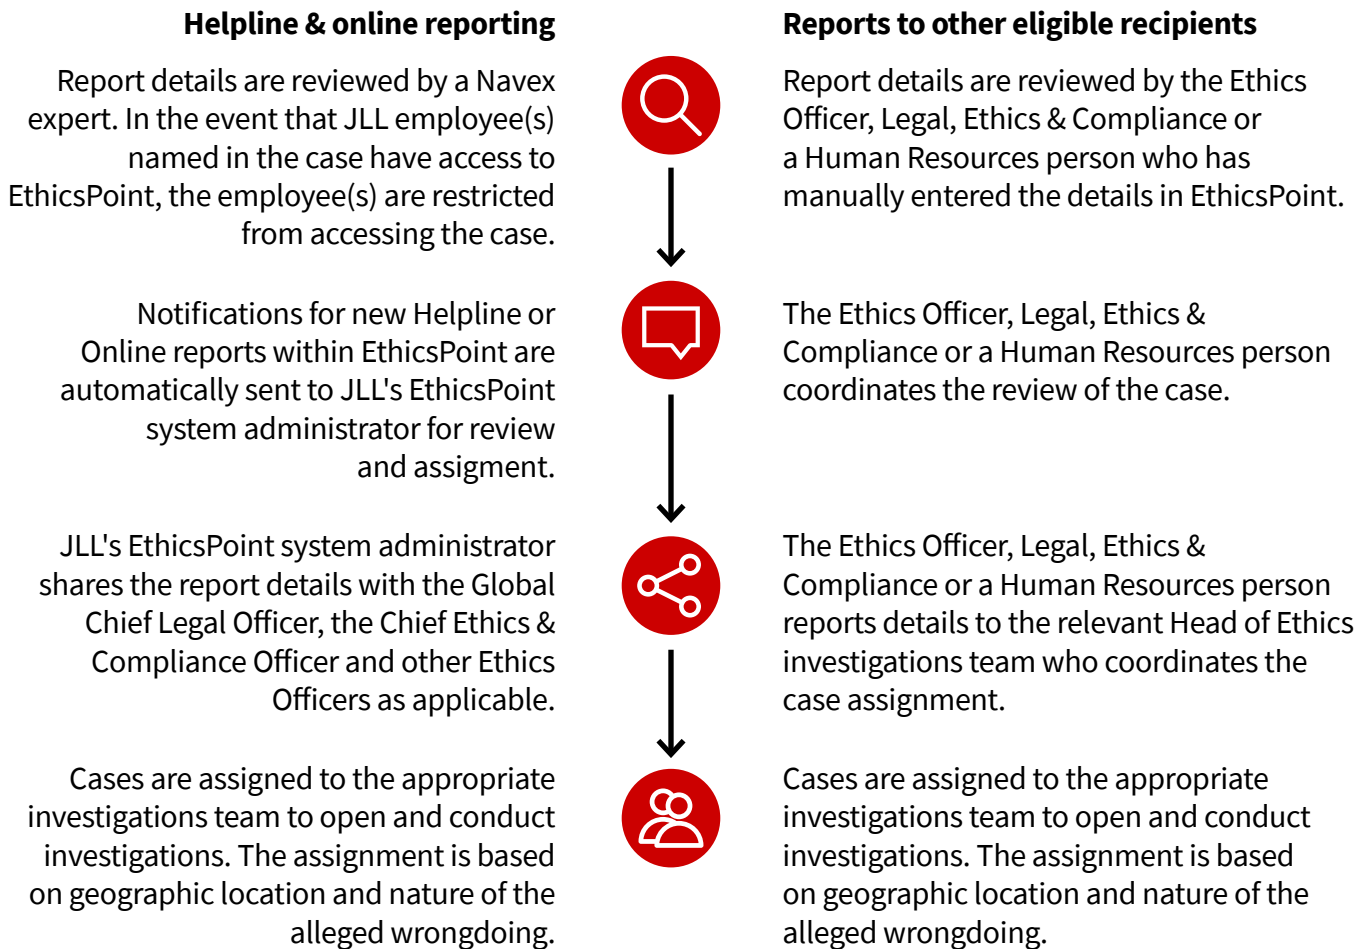 Helpline & online reporting
Report details are reviewed by a Navex
expert. In the event that JLL employee(s)
named in the case have access to
EthicsPoint, the employee(s) are restricted
from accessing the case.
Notifications for new Helpline or
Online reports within EthicsPoint are
automatically sent to JLL's EthicsPoint
system administrator for review
and assigment.
JLL's EthicsPoint system administrator
shares the report details with the Global
Chief Legal Officer, the Chief Ethics &
Compliance Officer and other Ethics
Officers as applicable.
Cases are assigned to the appropriate
investigations team to open and conduct
investigations. The assignment is based
on geographic location and nature of the
alleged wrongdoing.
Reports to other eligible recipients
Report details are reviewed by the Ethics
Officer, Legal, Ethics & Compliance or
a Human Resources person who has
manually entered the details in EthicsPoint.
The Ethics Officer, Legal, Ethics &
Compliance or a Human Resources person
coordinates the review of the case.
The Ethics Officer, Legal, Ethics &
Compliance or a Human Resources person
reports details to the relevant Head of Ethics
investigations team who coordinates the
case assignment.
Cases are assigned to the appropriate
investigations team to open and conduct
investigations. The assignment is based
on geographic location and nature of the
alleged wrongdoing.